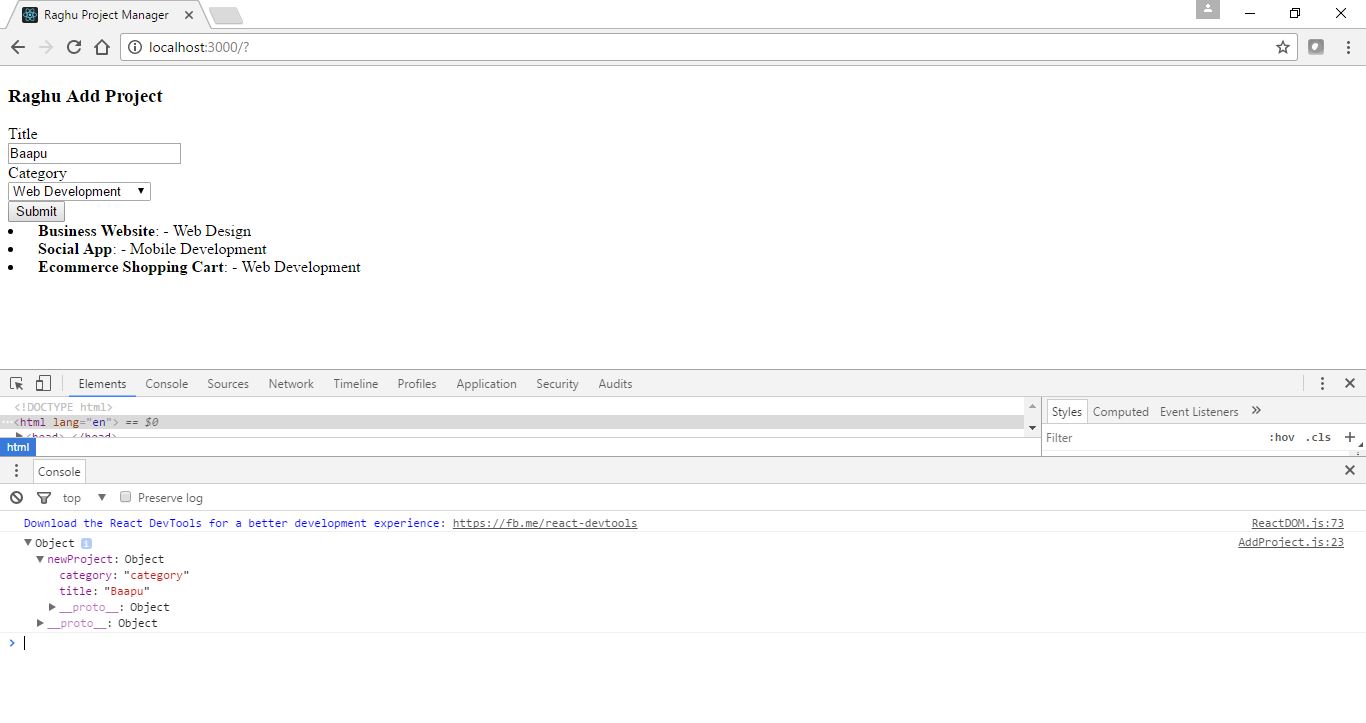 Raghu Project Manager
localhost:3000/?
Raghu Add Project
Title
Baapu
Category
Web Development
Submit
Business Website: - Web Design
Social App: - Mobile Development
Ecommerce Shopping Cart: - Web Development
Elements Console Sources Network Timeline Profiles Application Security Audits
<!DOCTYPE html>
<html lang="en"> == $0
<head>…</head>
html
Styles Computed Event Listeners »
Filter :hov .cls +
Console
top Preserve log
Download the React DevTools for a better development experience: https://fb.me/react-devtools ReactDOM.js:73
Object AddProject.js:23
newProject: Object
category: "category"
title: "Baapu"
__proto__: Object
__proto__: Object
>